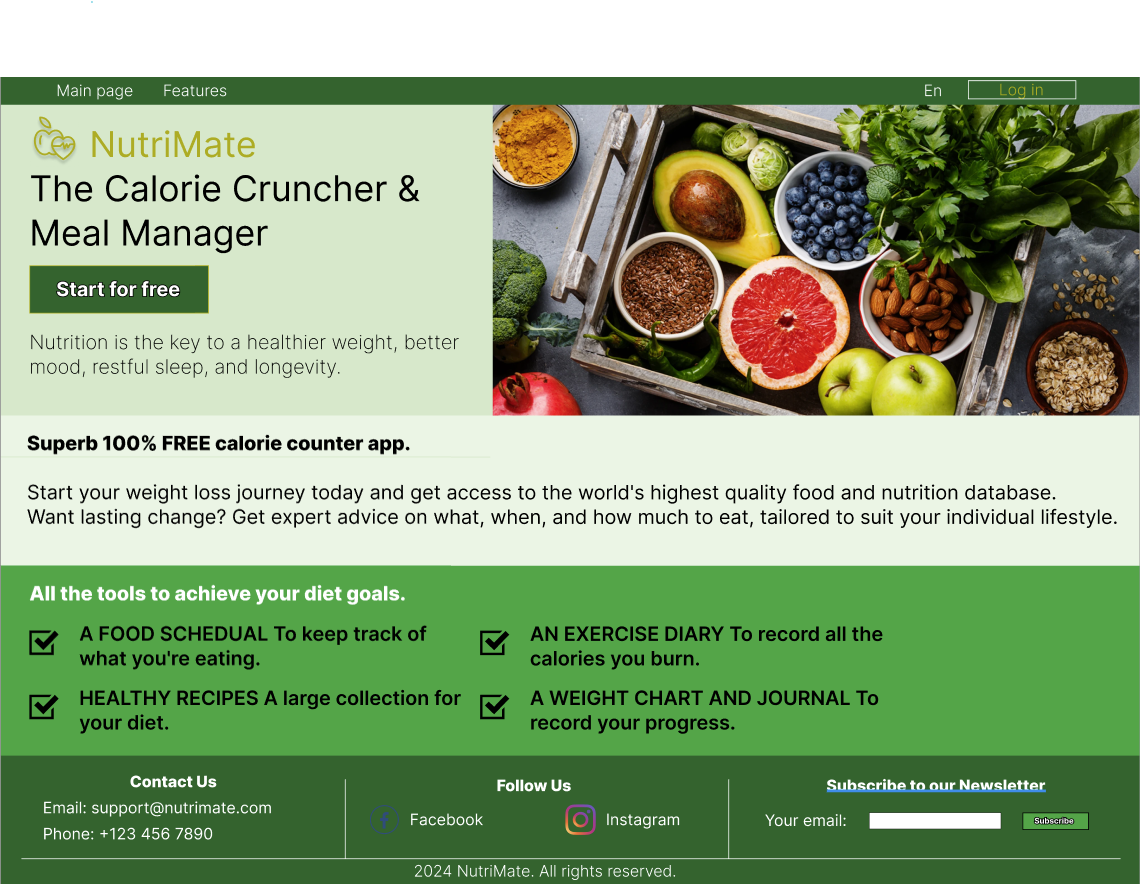 Main page Features En Log in
NutriMate
The Calorie Cruncher &
Meal Manager
Start for free
Nutrition is the key to a healthier weight, better
mood, restful sleep, and longevity.
Superb 100% FREE calorie counter app.
Start your weight loss journey today and get access to the world's highest quality food and nutrition database.
Want lasting change? Get expert advice on what, when, and how much to eat, tailored to suit your individual lifestyle.
All the tools to achieve your diet goals.
A FOOD SCHEDUAL To keep track of
what you're eating.
AN EXERCISE DIARY To record all the
calories you burn.
HEALTHY RECIPES A large collection for
your diet.
A WEIGHT CHART AND JOURNAL To
record your progress.
Contact Us
Email: support@nutrimate.com
Phone: +123 456 7890
Follow Us
Facebook Instagram
Subscribe to our Newsletter
Your email: Subscribe
2024 NutriMate. All rights reserved.